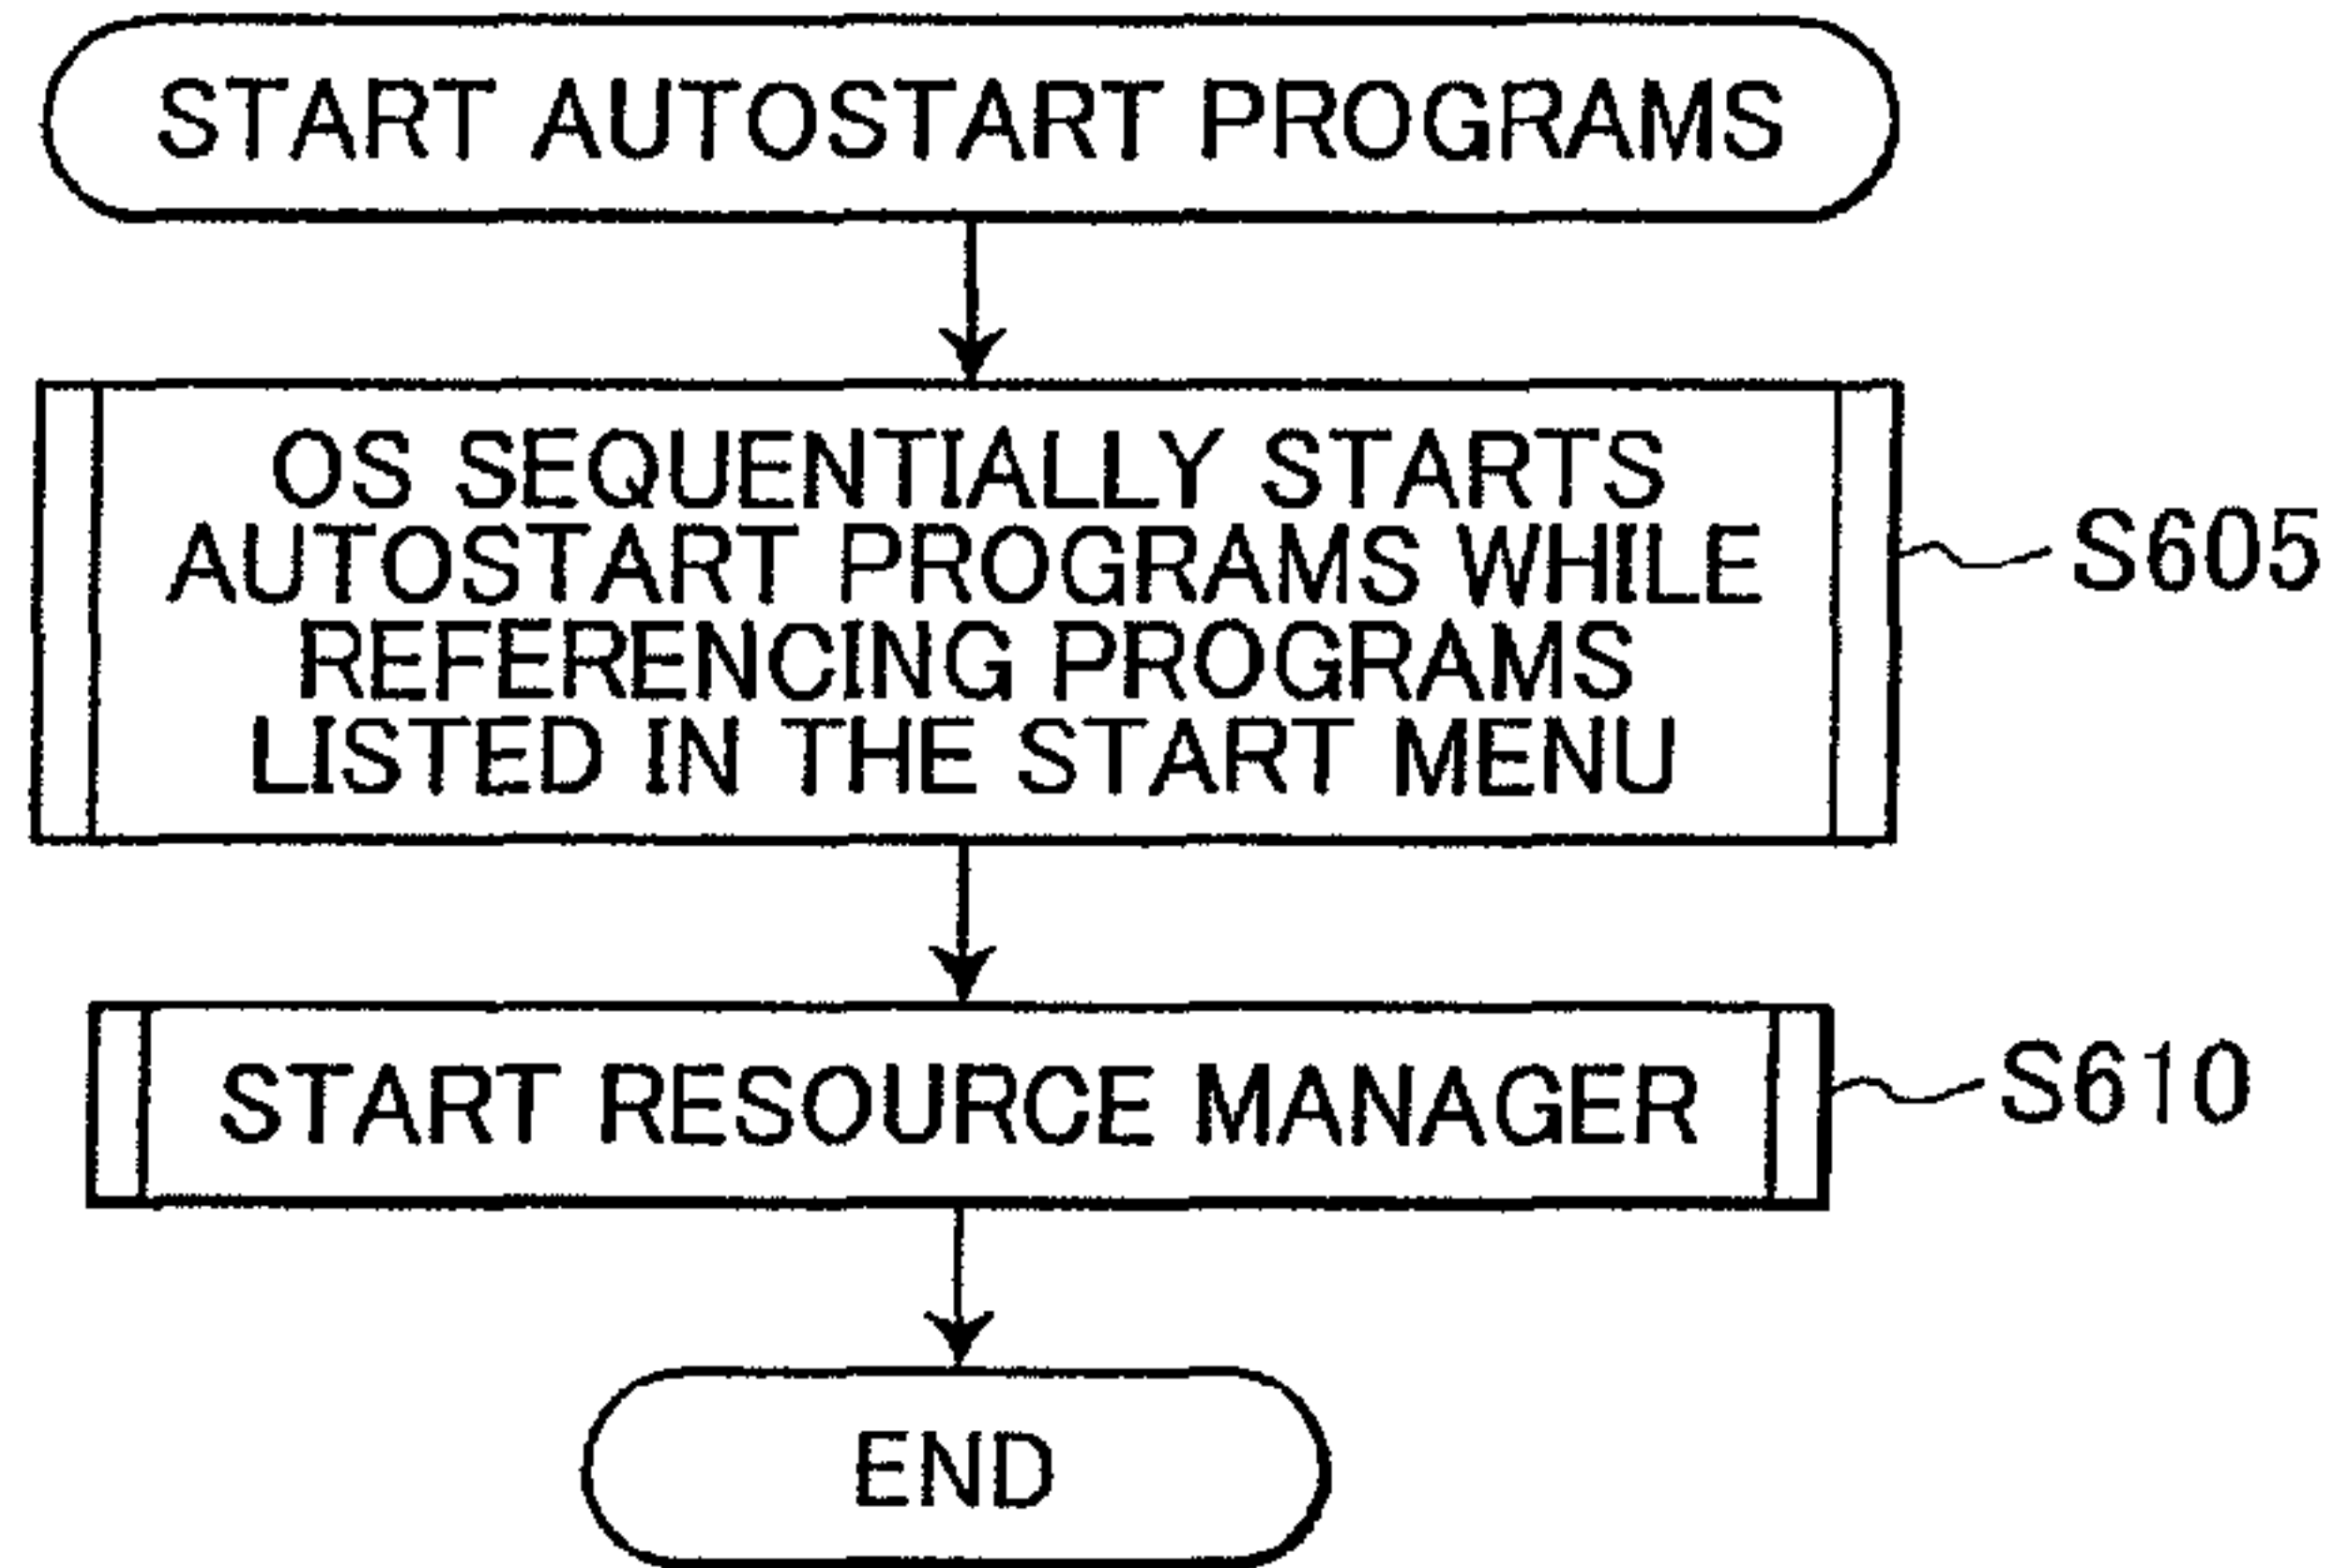 START AUTOSTART PROGRAMS
OS SEQUENTIALLY STARTS
AUTOSTART PROGRAMS WHILE
REFERENCING PROGRAMS
LISTED IN THE START MENU
S605
START RESOURCE MANAGER
S610
END